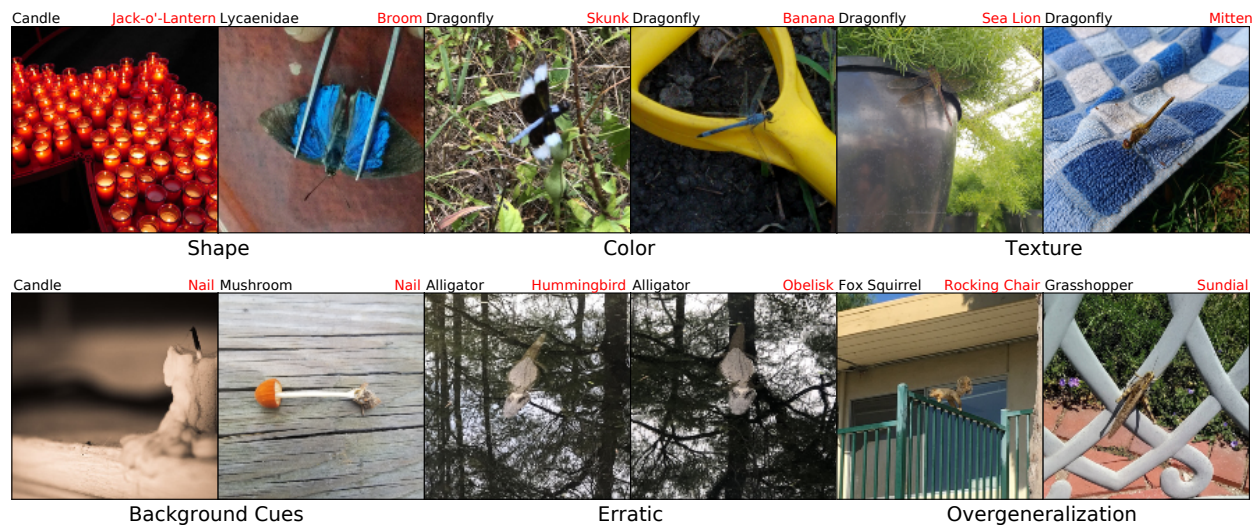 Candle Jack-o'-Lantern Lycaenidae Broom Dragonfly Skunk Dragonfly Banana Dragonfly Sea Lion Dragonfly Mitten
Shape Color Texture
Candle Nail Mushroom Nail Alligator Hummingbird Alligator Obelisk Fox Squirrel Rocking Chair Grasshopper Sundial
Background Cues Erratic Overgeneralization